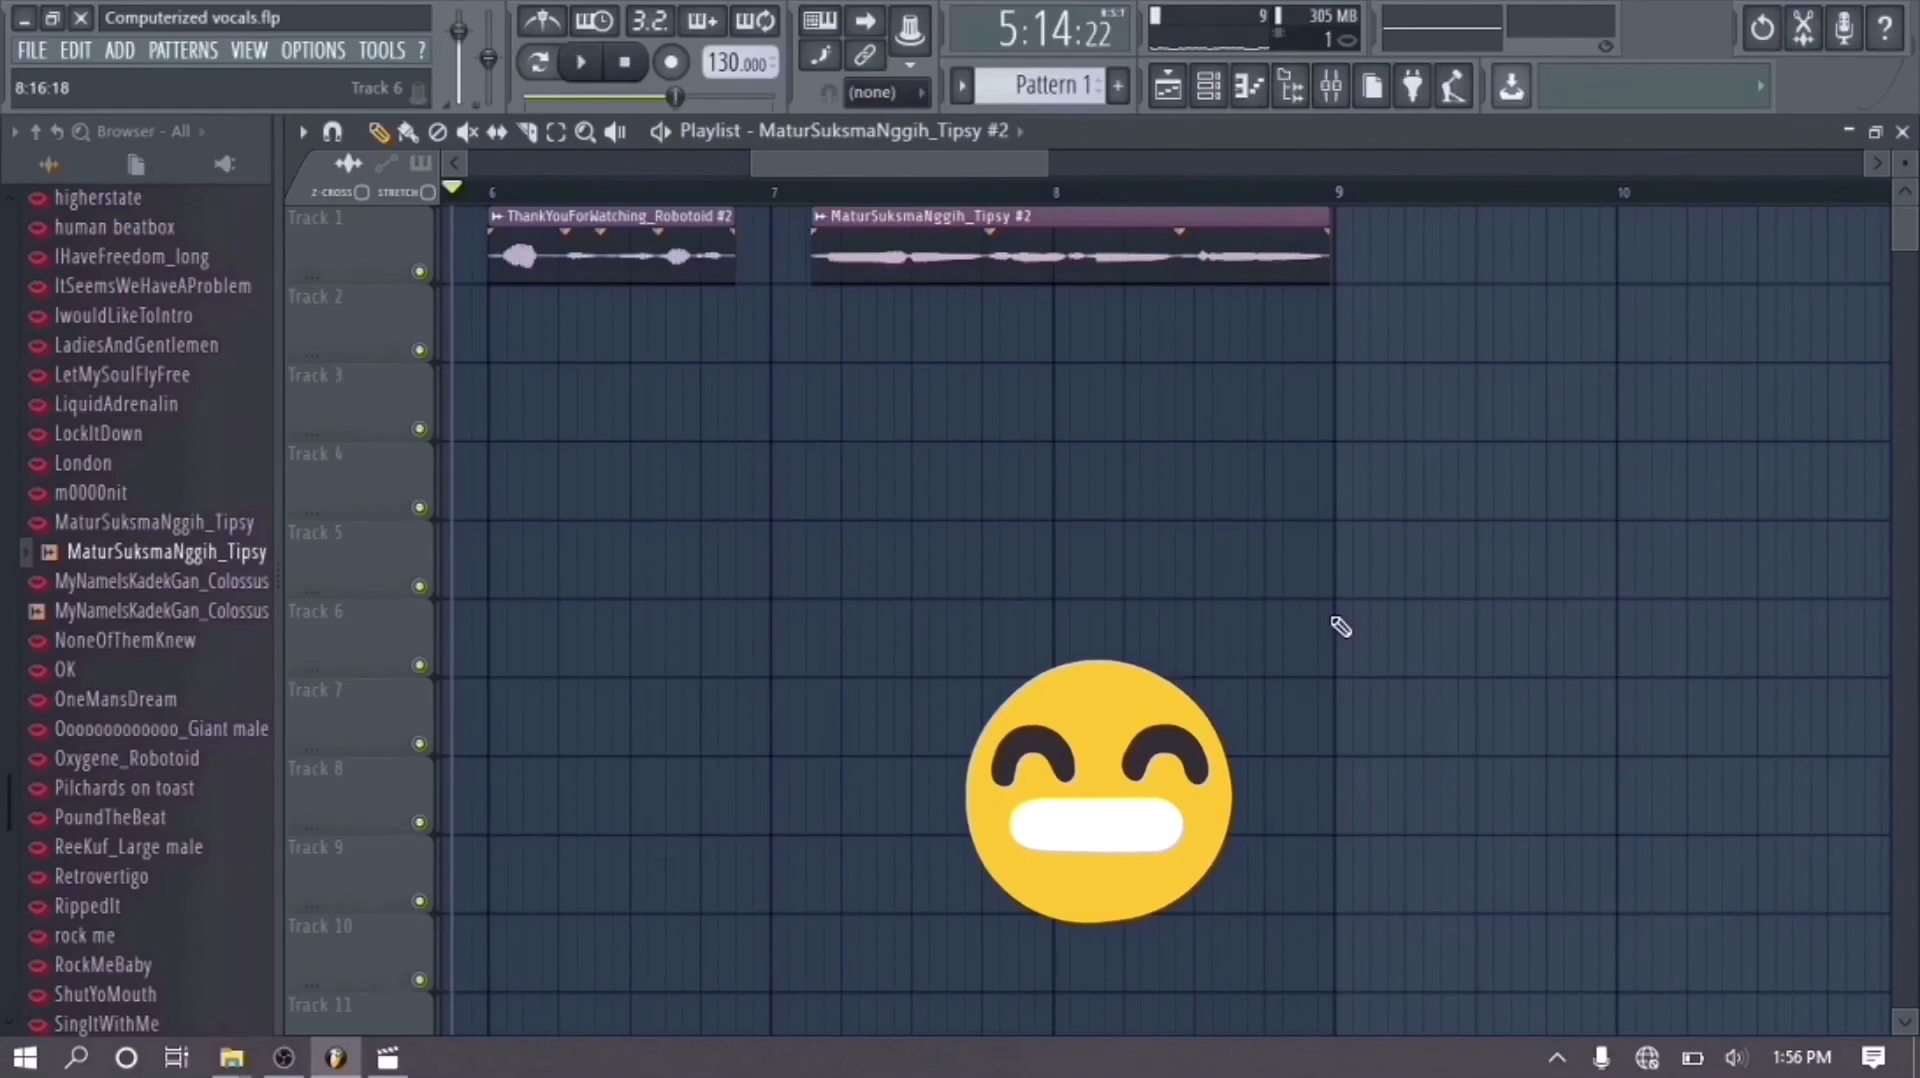 Computerized vocals.flp
FILE EDIT ADD PATTERNS VIEW OPTIONS TOOLS ?
8:16:18 Track 6
3.2.
130.000
(none)
5:14:22
B:S:T
Pattern 1
+
9
305 MB
1
?
Browser - All
Playlist - MaturSuksmaNggih_Tipsy #2
Z-CROSS STRETCH
6 7 8 9 10
higherstate
human beatbox
IHaveFreedom_long
ItSeemsWeHaveAProblem
IwouldLikeToIntro
LadiesAndGentlemen
LetMySoulFlyFree
LiquidAdrenalin
LockItDown
London
m0000nit
MaturSuksmaNggih_Tipsy
MaturSuksmaNggih_Tipsy
MyNameIsKadekGan_Colossus
MyNameIsKadekGan_Colossus
NoneOfThemKnew
OK
OneMansDream
Ooooooooooooo_Giant male
Oxygene_Robotoid
Pilchards on toast
PoundTheBeat
ReeKuf_Large male
Retrovertigo
RippedIt
rock me
RockMeBaby
ShutYoMouth
SingItWithMe
Track 1
ThankYouForWatching_Robotoid #2
MaturSuksmaNggih_Tipsy #2
Track 2
Track 3
Track 4
Track 5
Track 6
Track 7
Track 8
Track 9
Track 10
Track 11
1:56 PM